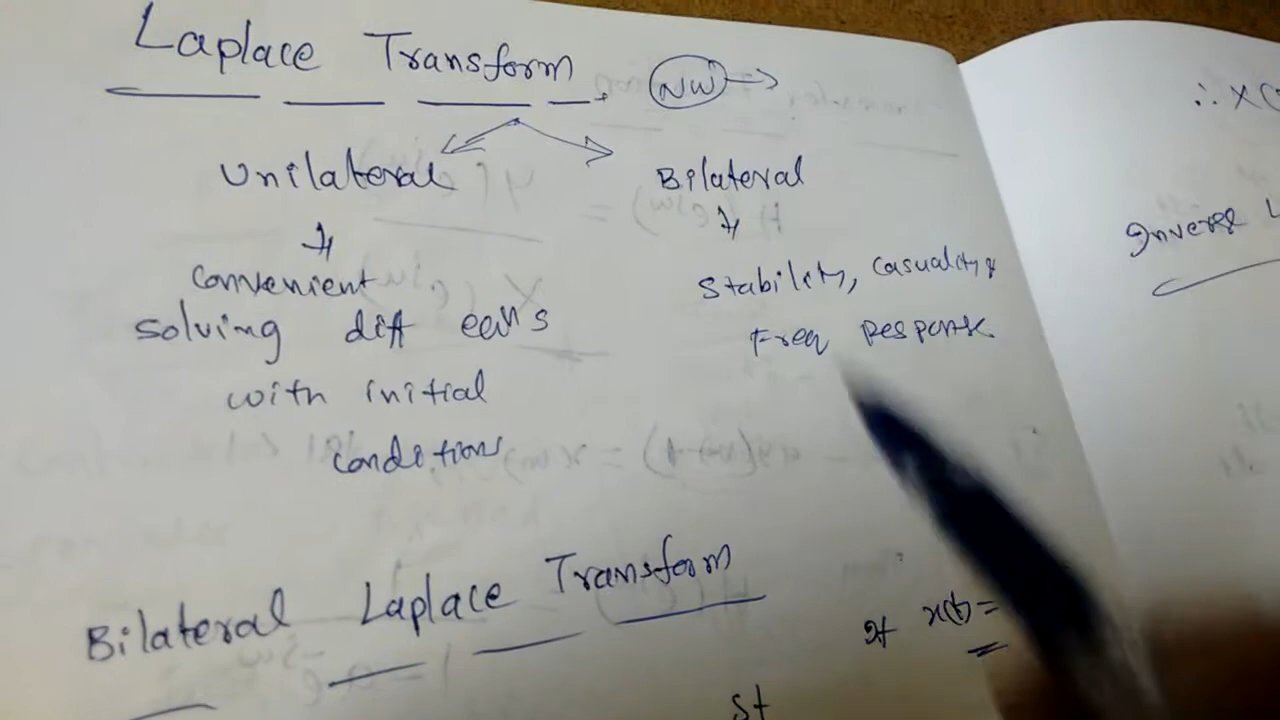 Laplace Transform
NW
Unilateral
Bilateral
Convenient
solving diff eqns
with initial
conditions
Stability, Casuality &
Freq Response
Bilateral Laplace Transform
If x(t) =
st
∴ X(
Inverse L